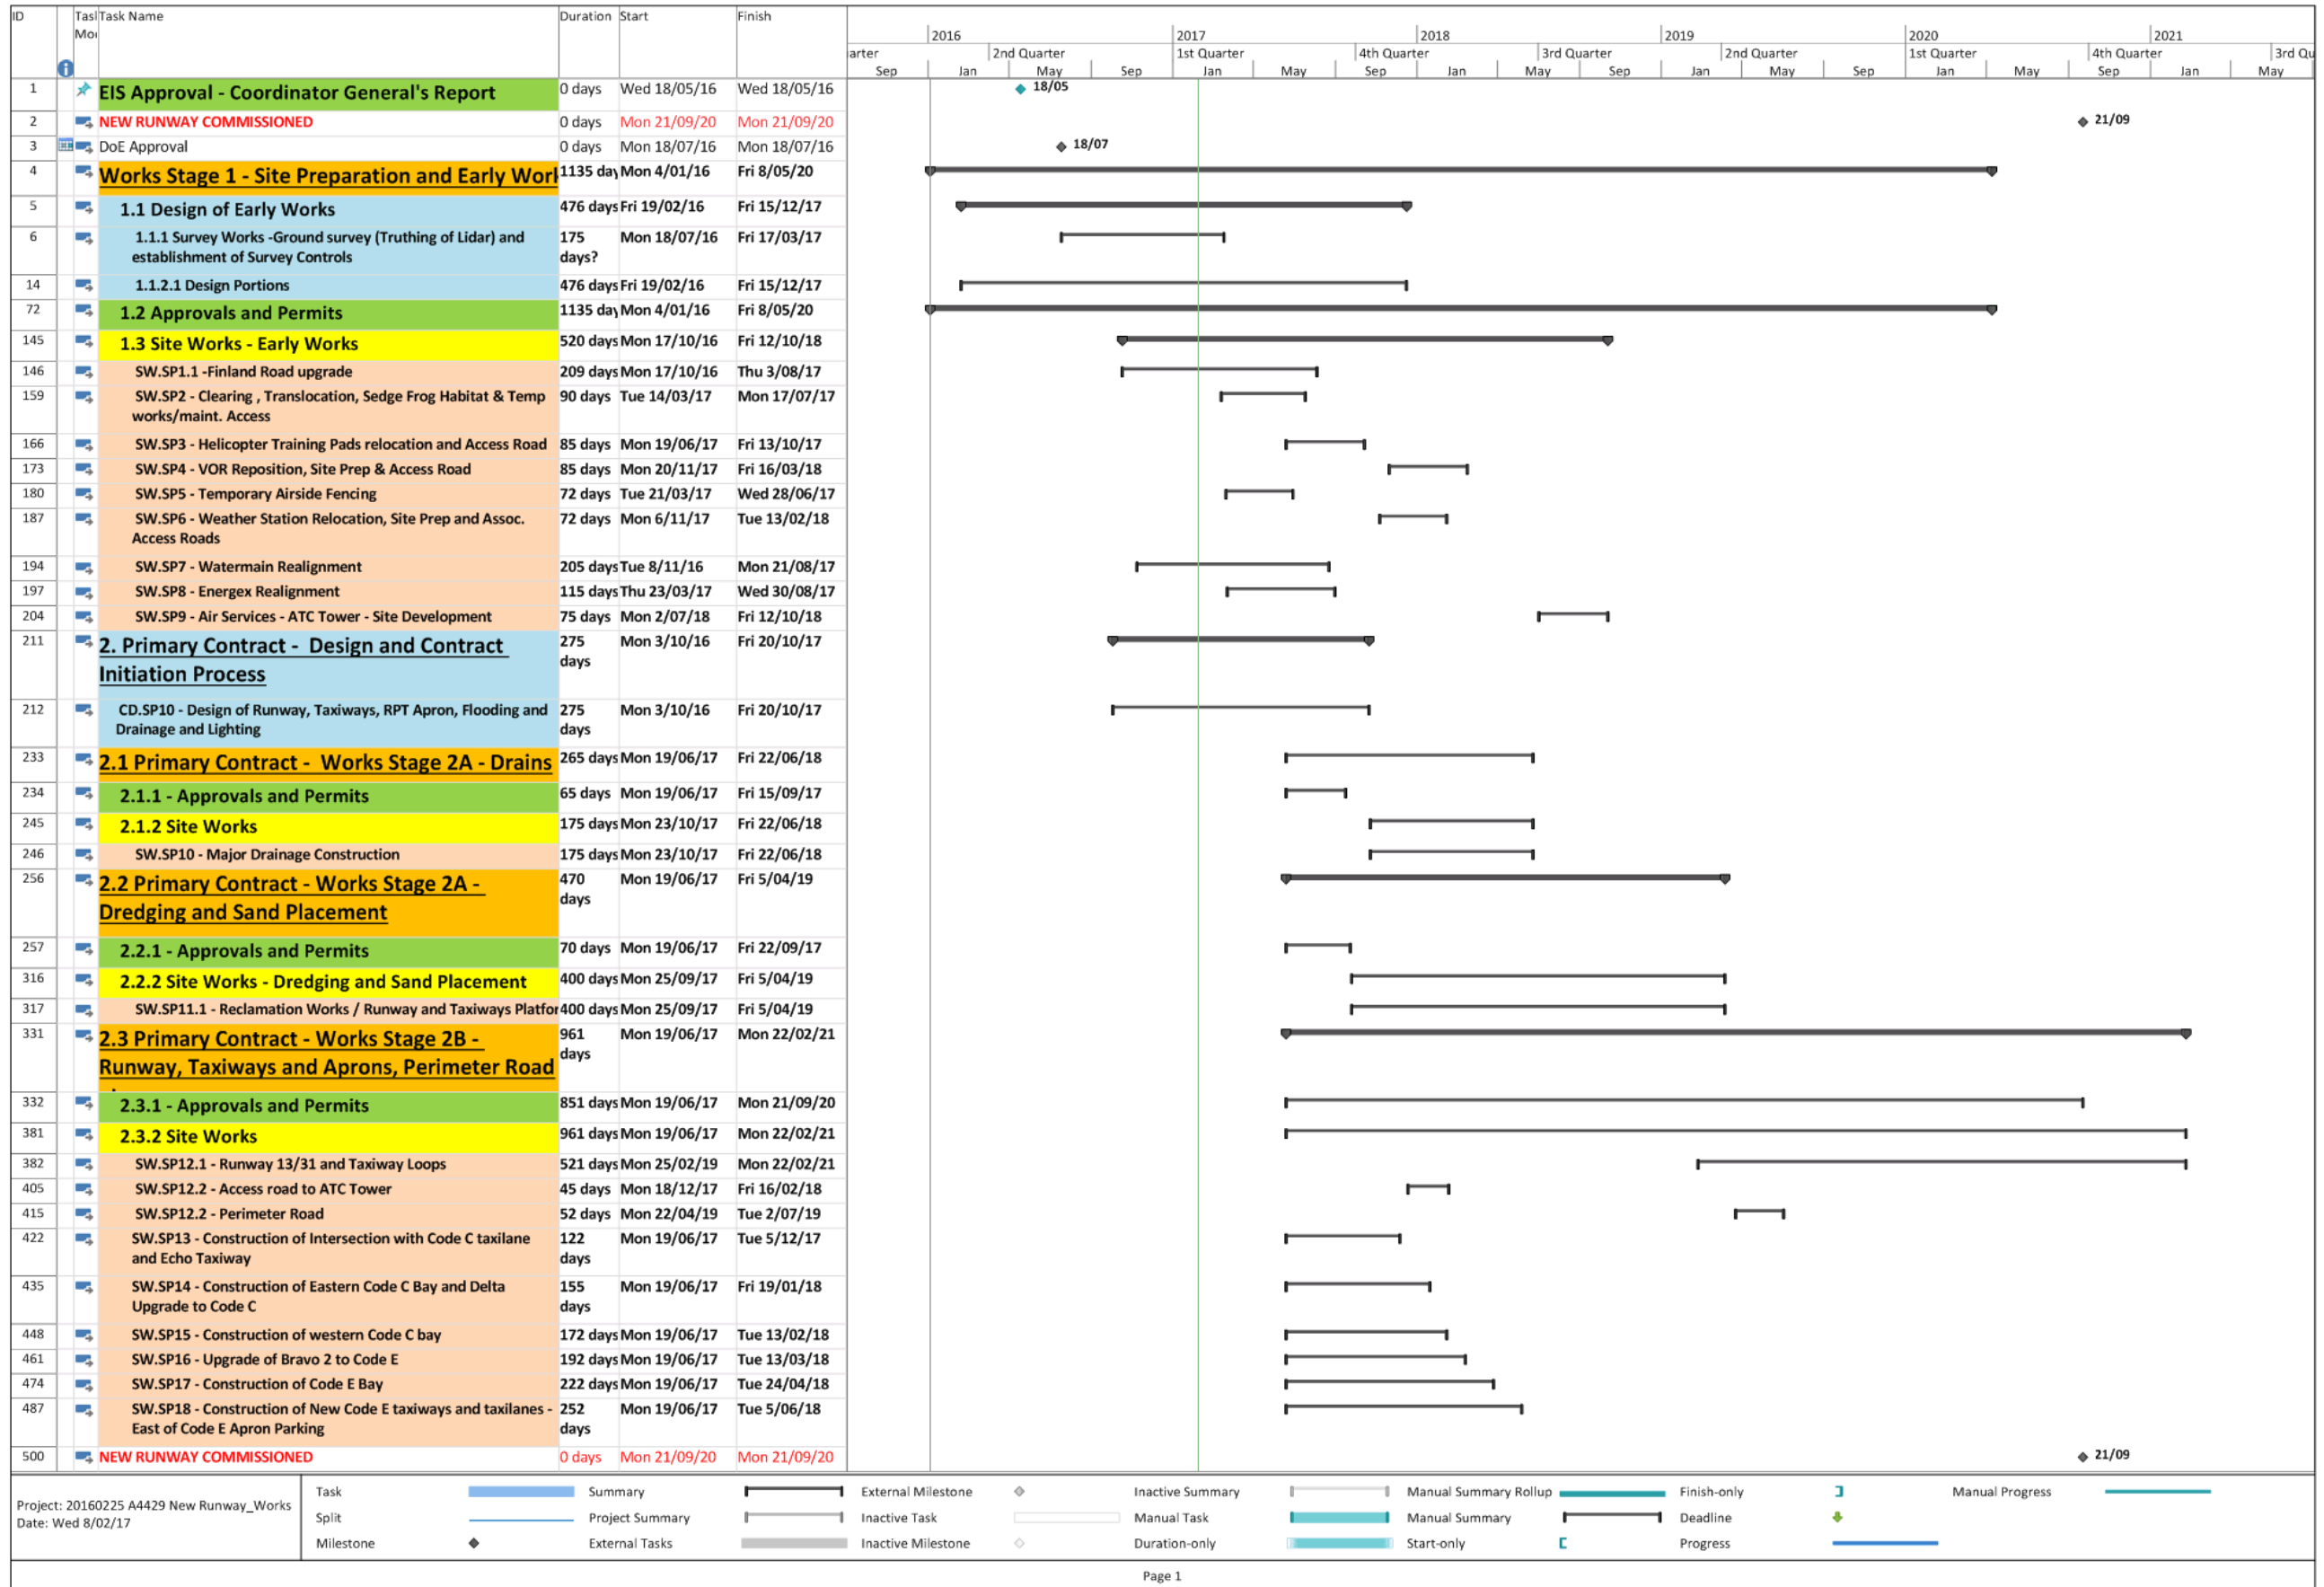 ID Task Task Name Duration Start Finish
Mo
2016 2017 2018 2019 2020 2021
arter 2nd Quarter 1st Quarter 4th Quarter 3rd Quarter 2nd Quarter 1st Quarter 4th Quarter 3rd Qu
Sep Jan May Sep Jan May Sep Jan May Sep Jan May Sep Jan May Sep Jan May
1 EIS Approval - Coordinator General's Report 0 days Wed 18/05/16 Wed 18/05/16 18/05
2 NEW RUNWAY COMMISSIONED 0 days Mon 21/09/20 Mon 21/09/20 21/09
3 DoE Approval 0 days Mon 18/07/16 Mon 18/07/16 18/07
4 Works Stage 1 - Site Preparation and Early Work 1135 day Mon 4/01/16 Fri 8/05/20
5 1.1 Design of Early Works 476 days Fri 19/02/16 Fri 15/12/17
6 1.1.1 Survey Works -Ground survey (Truthing of Lidar) and 175 Mon 18/07/16 Fri 17/03/17
establishment of Survey Controls days?
14 1.1.2.1 Design Portions 476 days Fri 19/02/16 Fri 15/12/17
72 1.2 Approvals and Permits 1135 day Mon 4/01/16 Fri 8/05/20
145 1.3 Site Works - Early Works 520 days Mon 17/10/16 Fri 12/10/18
146 SW.SP1.1 -Finland Road upgrade 209 days Mon 17/10/16 Thu 3/08/17
159 SW.SP2 - Clearing , Translocation, Sedge Frog Habitat & Temp 90 days Tue 14/03/17 Mon 17/07/17
works/maint. Access
166 SW.SP3 - Helicopter Training Pads relocation and Access Road 85 days Mon 19/06/17 Fri 13/10/17
173 SW.SP4 - VOR Reposition, Site Prep & Access Road 85 days Mon 20/11/17 Fri 16/03/18
180 SW.SP5 - Temporary Airside Fencing 72 days Tue 21/03/17 Wed 28/06/17
187 SW.SP6 - Weather Station Relocation, Site Prep and Assoc. 72 days Mon 6/11/17 Tue 13/02/18
Access Roads
194 SW.SP7 - Watermain Realignment 205 days Tue 8/11/16 Mon 21/08/17
197 SW.SP8 - Energex Realignment 115 days Thu 23/03/17 Wed 30/08/17
204 SW.SP9 - Air Services - ATC Tower - Site Development 75 days Mon 2/07/18 Fri 12/10/18
211 2. Primary Contract - Design and Contract 275 Mon 3/10/16 Fri 20/10/17
Initiation Process days
212 CD.SP10 - Design of Runway, Taxiways, RPT Apron, Flooding and 275 Mon 3/10/16 Fri 20/10/17
Drainage and Lighting days
233 2.1 Primary Contract - Works Stage 2A - Drains 265 days Mon 19/06/17 Fri 22/06/18
234 2.1.1 - Approvals and Permits 65 days Mon 19/06/17 Fri 15/09/17
245 2.1.2 Site Works 175 days Mon 23/10/17 Fri 22/06/18
246 SW.SP10 - Major Drainage Construction 175 days Mon 23/10/17 Fri 22/06/18
256 2.2 Primary Contract - Works Stage 2A - 470 Mon 19/06/17 Fri 5/04/19
Dredging and Sand Placement days
257 2.2.1 - Approvals and Permits 70 days Mon 19/06/17 Fri 22/09/17
316 2.2.2 Site Works - Dredging and Sand Placement 400 days Mon 25/09/17 Fri 5/04/19
317 SW.SP11.1 - Reclamation Works / Runway and Taxiways Platfor 400 days Mon 25/09/17 Fri 5/04/19
331 2.3 Primary Contract - Works Stage 2B - 961 Mon 19/06/17 Mon 22/02/21
Runway, Taxiways and Aprons, Perimeter Road days
332 2.3.1 - Approvals and Permits 851 days Mon 19/06/17 Mon 21/09/20
381 2.3.2 Site Works 961 days Mon 19/06/17 Mon 22/02/21
382 SW.SP12.1 - Runway 13/31 and Taxiway Loops 521 days Mon 25/02/19 Mon 22/02/21
405 SW.SP12.2 - Access road to ATC Tower 45 days Mon 18/12/17 Fri 16/02/18
415 SW.SP12.2 - Perimeter Road 52 days Mon 22/04/19 Tue 2/07/19
422 SW.SP13 - Construction of Intersection with Code C taxilane 122 Mon 19/06/17 Tue 5/12/17
and Echo Taxiway days
435 SW.SP14 - Construction of Eastern Code C Bay and Delta 155 Mon 19/06/17 Fri 19/01/18
Upgrade to Code C days
448 SW.SP15 - Construction of western Code C bay 172 days Mon 19/06/17 Tue 13/02/18
461 SW.SP16 - Upgrade of Bravo 2 to Code E 192 days Mon 19/06/17 Tue 13/03/18
474 SW.SP17 - Construction of Code E Bay 222 days Mon 19/06/17 Tue 24/04/18
487 SW.SP18 - Construction of New Code E taxiways and taxilanes - 252 Mon 19/06/17 Tue 5/06/18
East of Code E Apron Parking days
500 NEW RUNWAY COMMISSIONED 0 days Mon 21/09/20 Mon 21/09/20 21/09
Project: 20160225 A4429 New Runway_Works
Date: Wed 8/02/17
Task Summary External Milestone Inactive Summary Manual Summary Rollup Finish-only Manual Progress
Split Project Summary Inactive Task Manual Task Manual Summary Deadline
Milestone External Tasks Inactive Milestone Duration-only Start-only Progress
Page 1